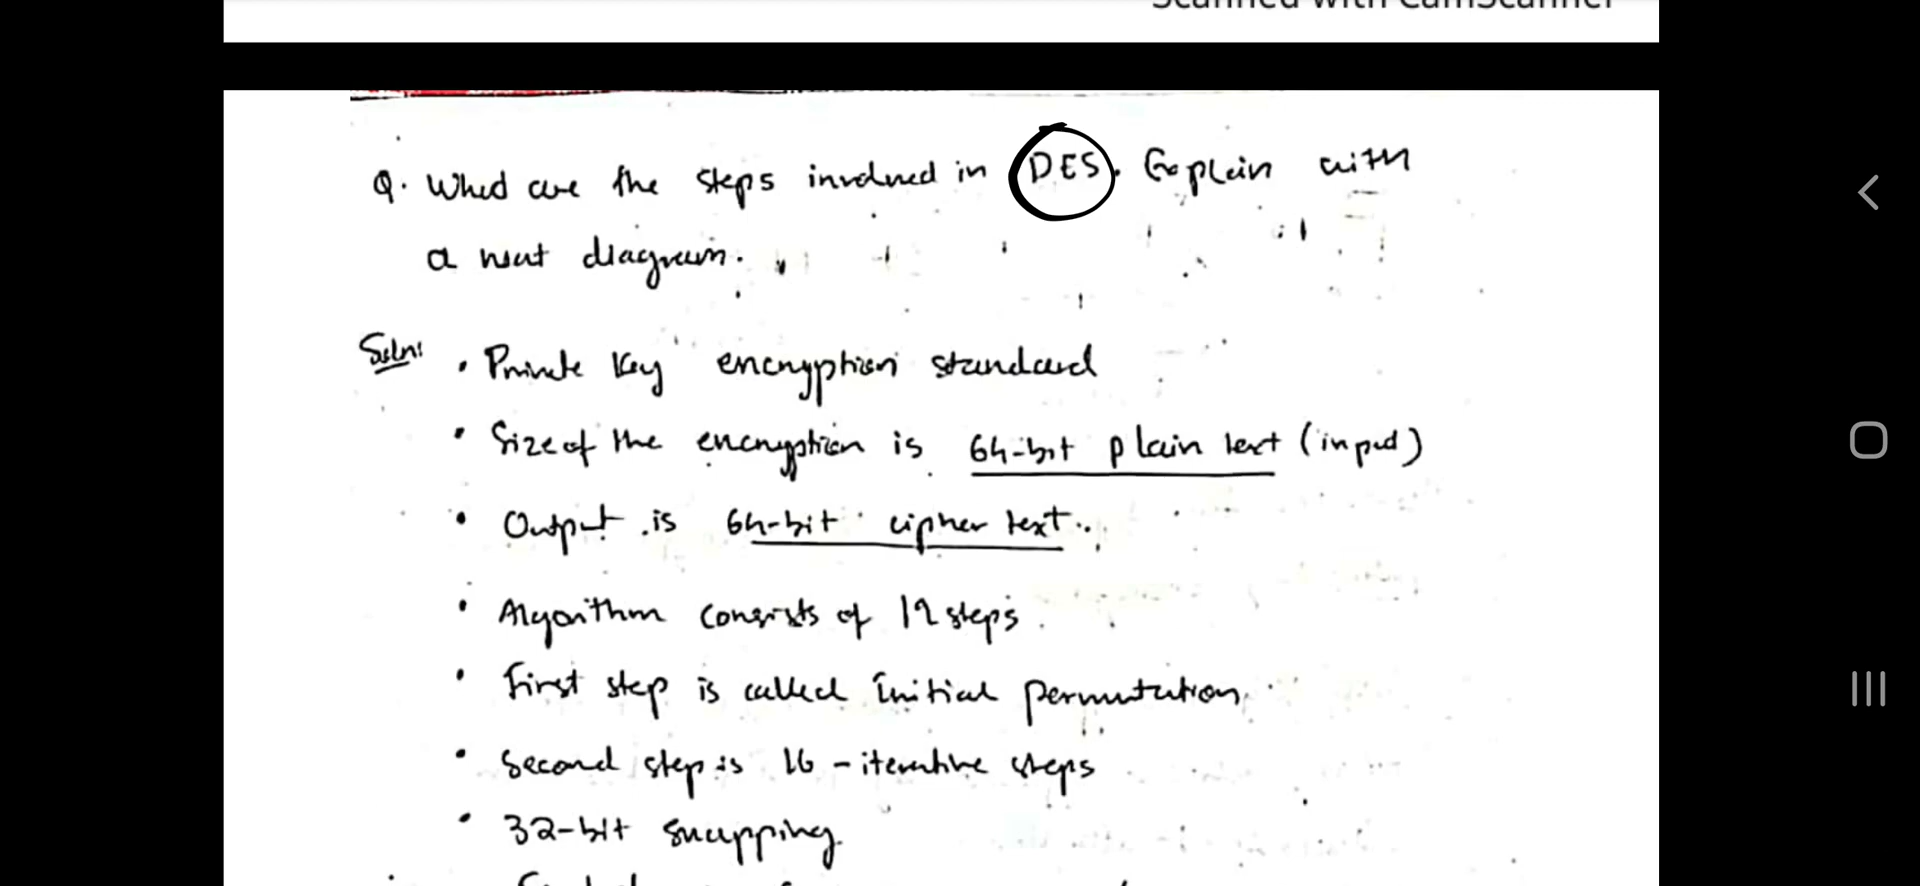 Scanned with CamScanner
Q. What are the steps involved in DES. Explain with
a neat diagram.
Soln:
• Private Key encryption standard
• Size of the encryption is 64-bit plain text (input)
• Output is 64-bit cipher text.
• Algorithm consists of 19 steps.
• First step is called Initial permutation.
• Second step is 16 - iterative steps
• 32-bit swapping